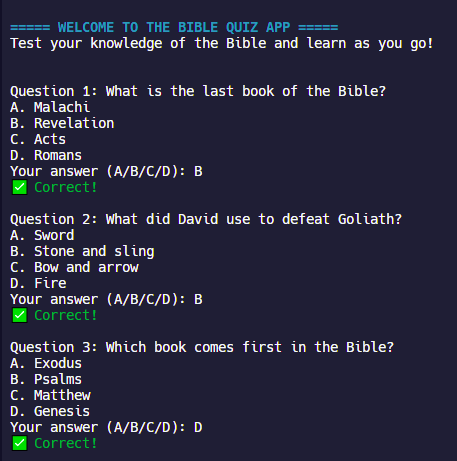 ===== WELCOME TO THE BIBLE QUIZ APP =====
Test your knowledge of the Bible and learn as you go!
Question 1: What is the last book of the Bible?
A. Malachi
B. Revelation
C. Acts
D. Romans
Your answer (A/B/C/D): B
✅ Correct!
Question 2: What did David use to defeat Goliath?
A. Sword
B. Stone and sling
C. Bow and arrow
D. Fire
Your answer (A/B/C/D): B
✅ Correct!
Question 3: Which book comes first in the Bible?
A. Exodus
B. Psalms
C. Matthew
D. Genesis
Your answer (A/B/C/D): D
✅ Correct!